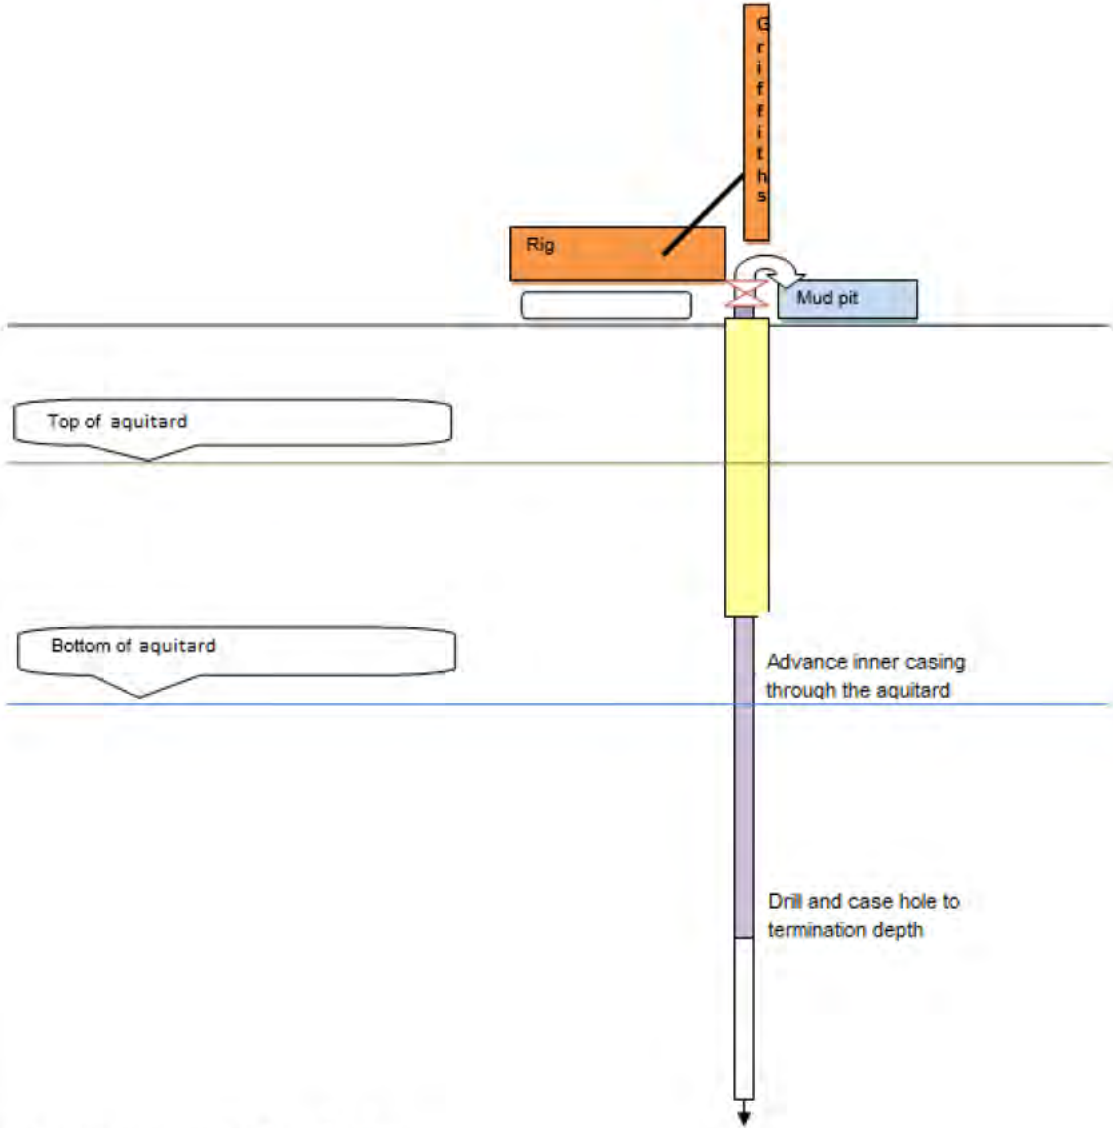 Griffiths
Rig
Mud pit
Top of aquitard
Bottom of aquitard
Advance inner casing
through the aquitard
Drill and case hole to
termination depth